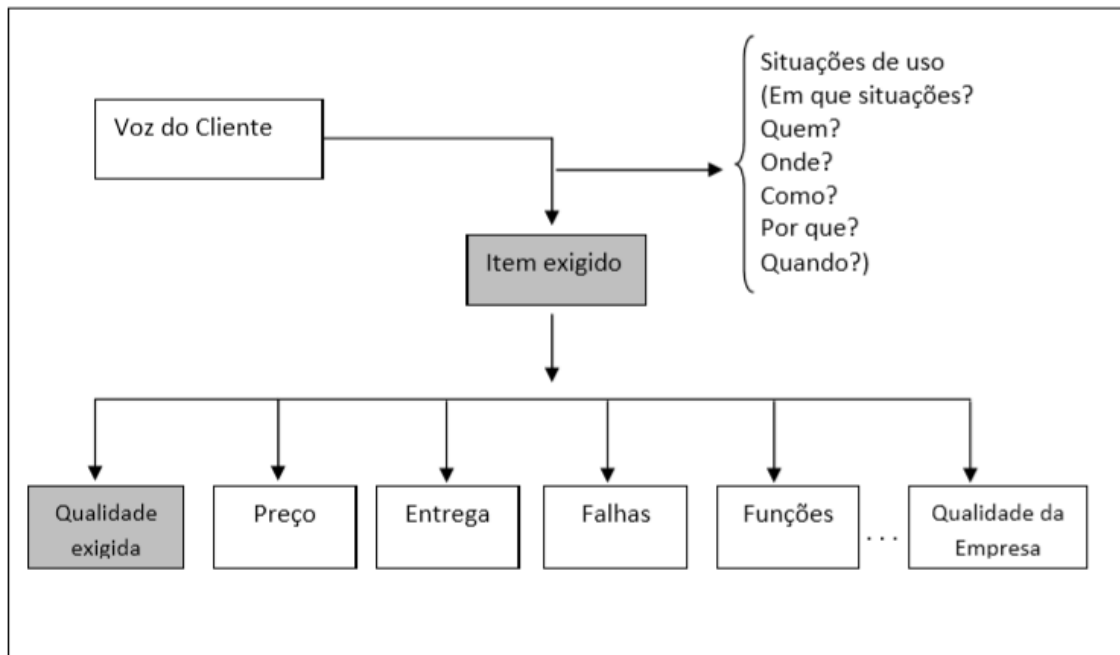 Voz do Cliente
Situações de uso
(Em que situações?
Quem?
Onde?
Como?
Por que?
Quando?)
Item exigido
Qualidade
exigida
Preço
Entrega
Falhas
Funções
...
Qualidade da
Empresa